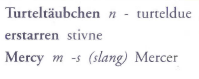 Turteltäubchen n - turteldue
erstarren stivne
Mercy m -s (slang) Mercer